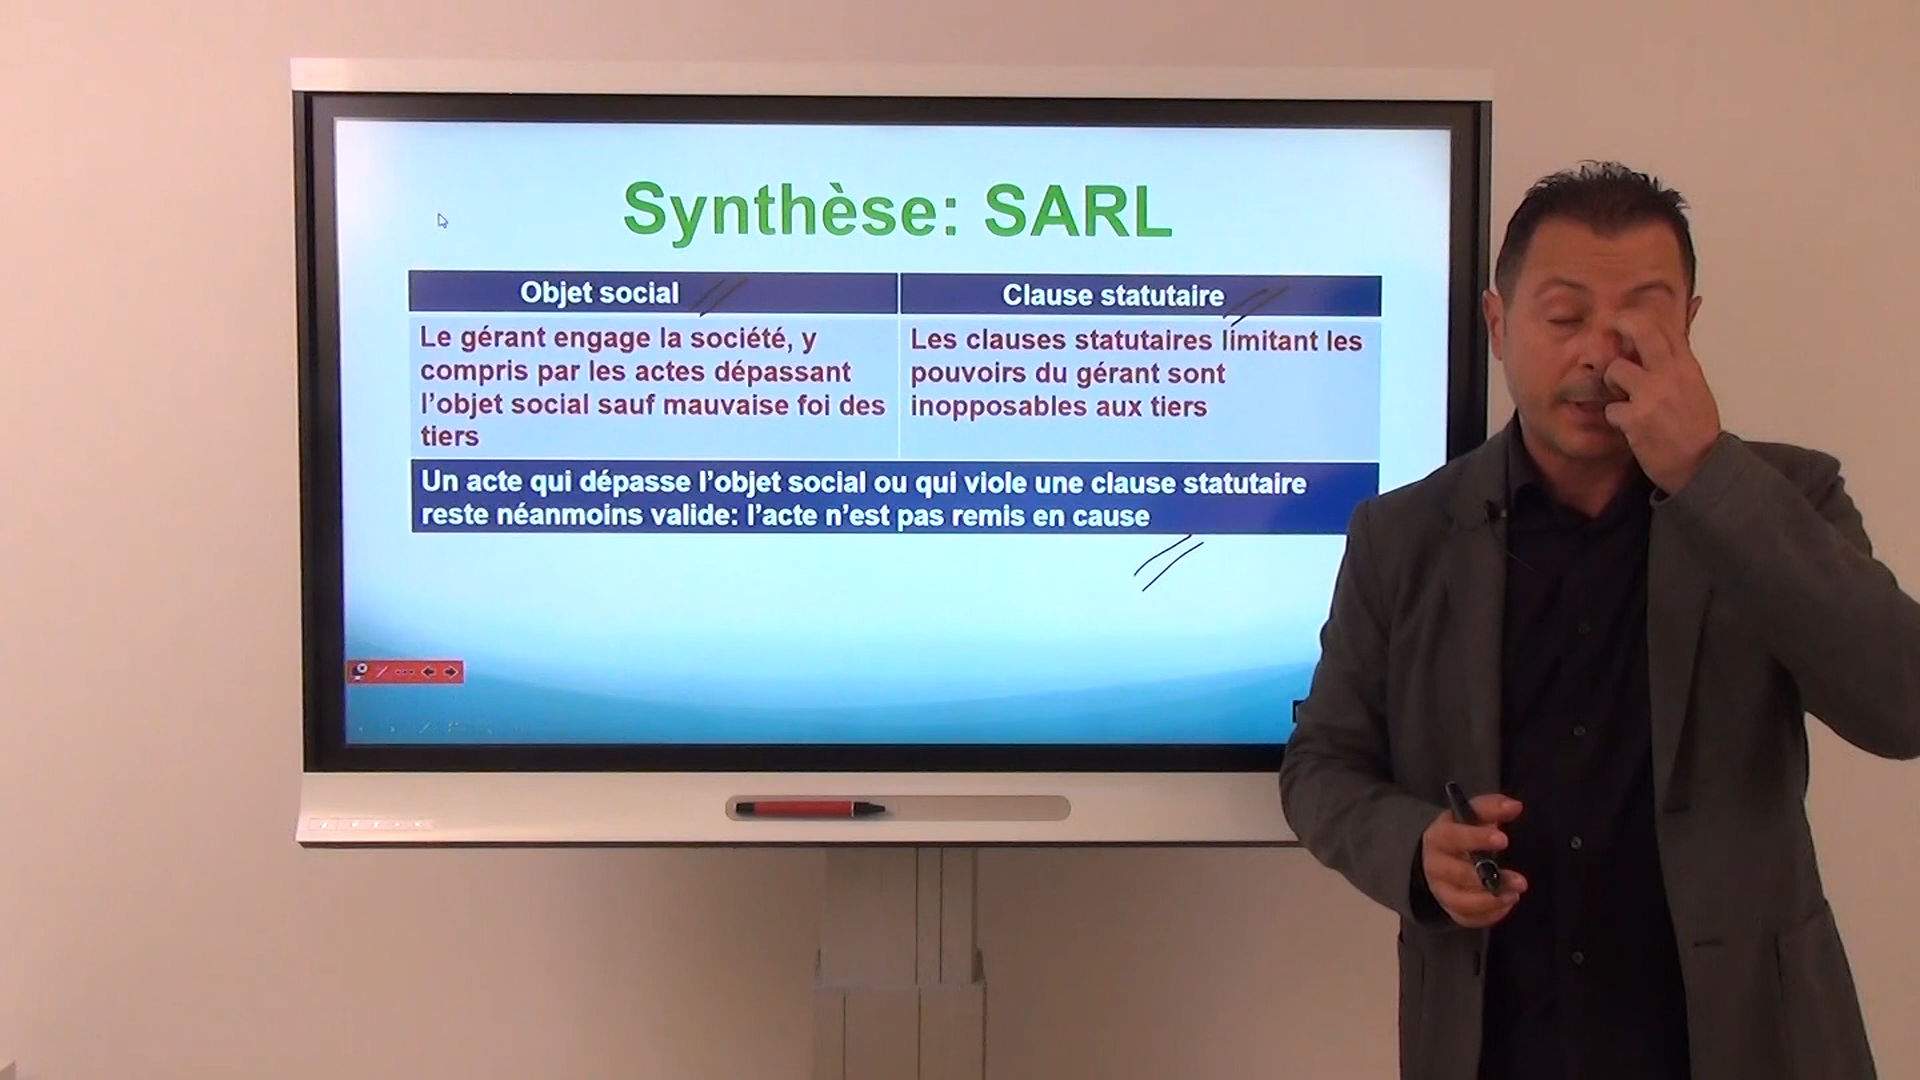 Synthèse: SARL
Objet social
Clause statutaire
Le gérant engage la société, y
compris par les actes dépassant
l'objet social sauf mauvaise foi des
tiers
Les clauses statutaires limitant les
pouvoirs du gérant sont
inopposables aux tiers
Un acte qui dépasse l'objet social ou qui viole une clause statutaire
reste néanmoins valide: l'acte n'est pas remis en cause